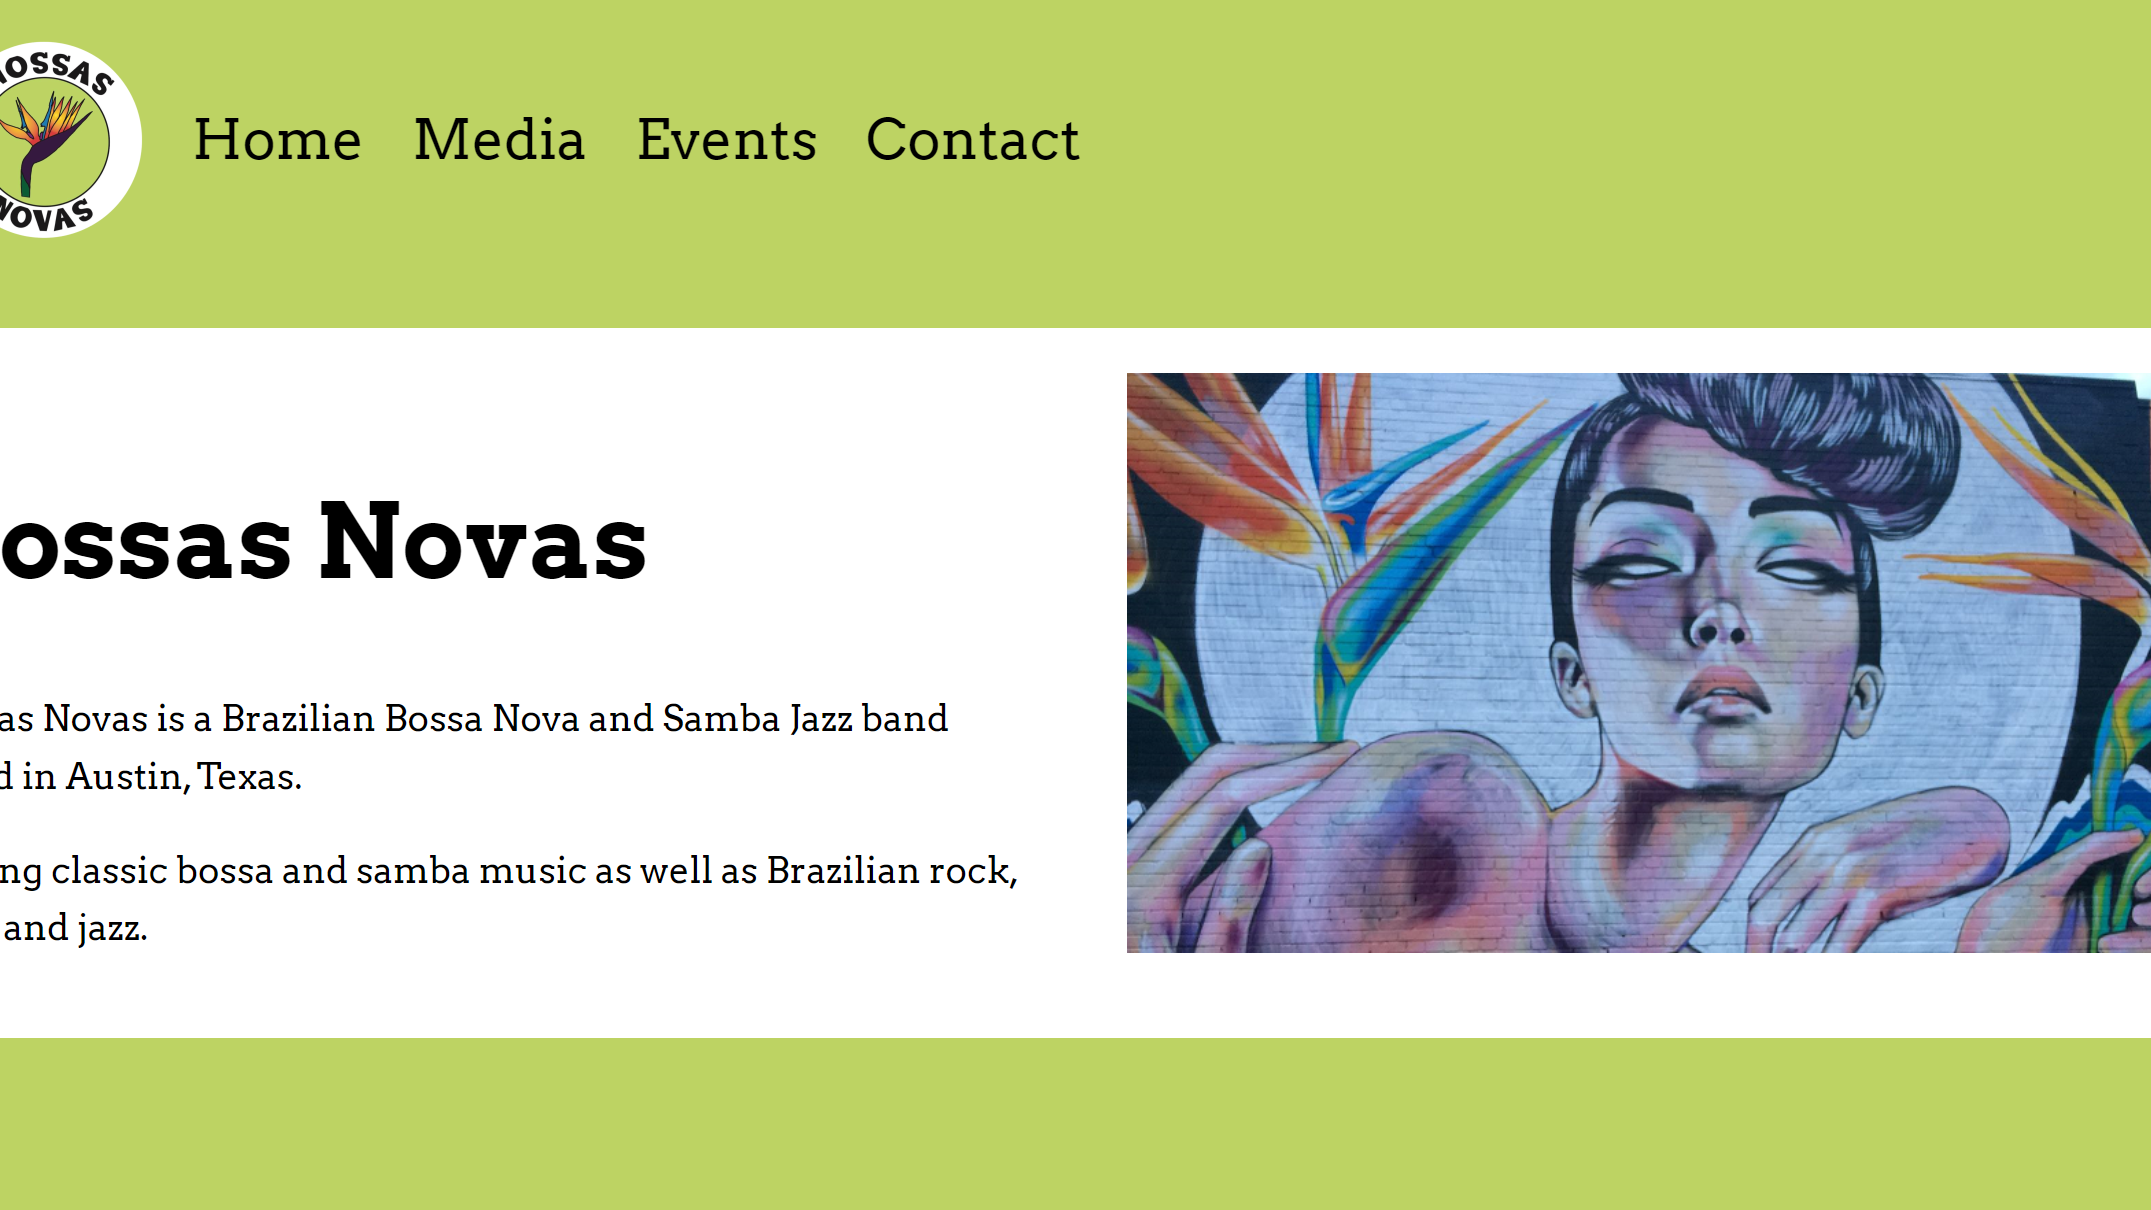 NOSSAS
NOVAS
Home Media Events Contact
ossas Novas
as Novas is a Brazilian Bossa Nova and Samba Jazz band
d in Austin, Texas.
ng classic bossa and samba music as well as Brazilian rock,
and jazz.